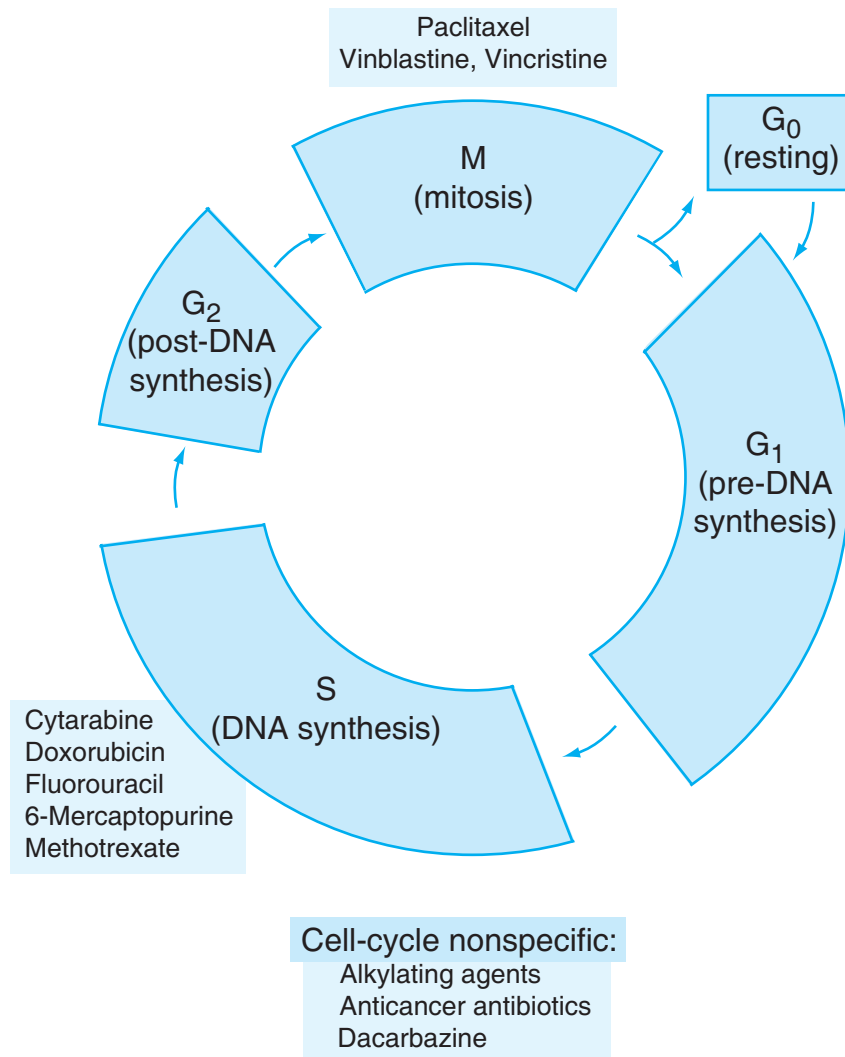 Paclitaxel
Vinblastine, Vincristine
M
(mitosis)
G0
(resting)
G2
(post-DNA
synthesis)
G1
(pre-DNA
synthesis)
S
(DNA synthesis)
Cytarabine
Doxorubicin
Fluorouracil
6-Mercaptopurine
Methotrexate
Cell-cycle nonspecific:
Alkylating agents
Anticancer antibiotics
Dacarbazine